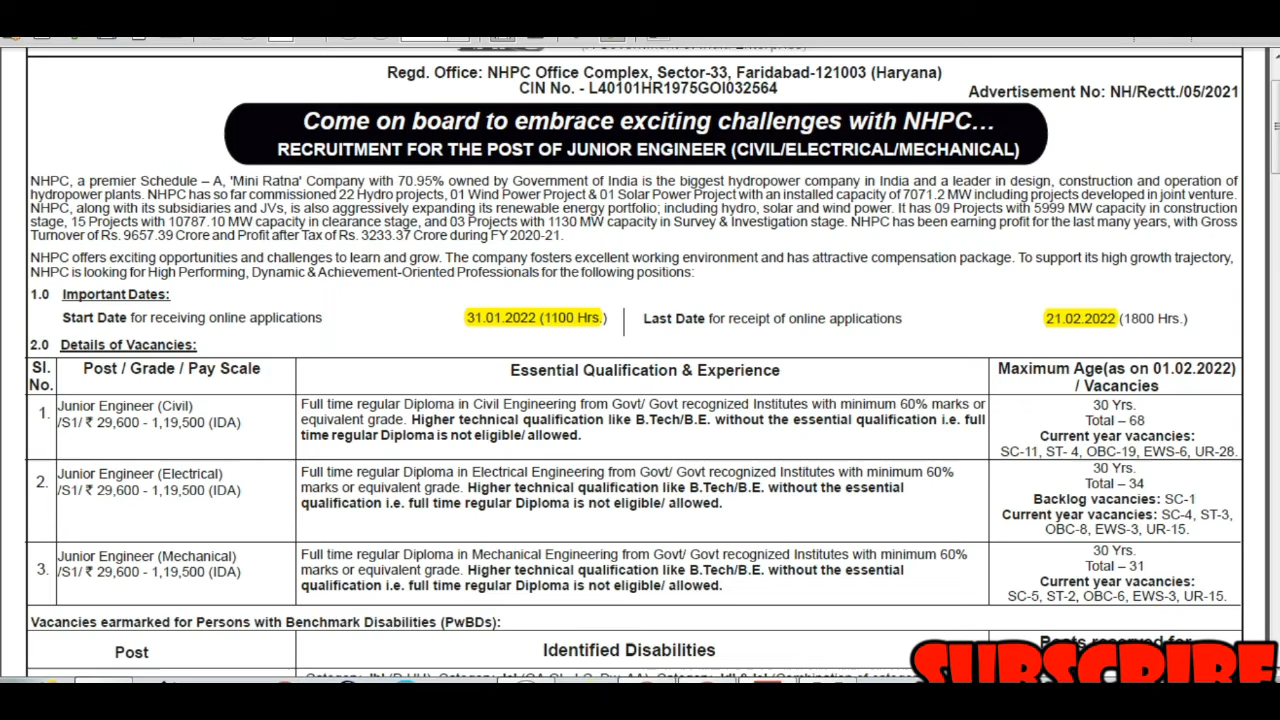 Regd. Office: NHPC Office Complex, Sector-33, Faridabad-121003 (Haryana)
CIN No. - L40101HR1975GOI032564
Advertisement No: NH/Rectt./05/2021
Come on board to embrace exciting challenges with NHPC…
RECRUITMENT FOR THE POST OF JUNIOR ENGINEER (CIVIL/ELECTRICAL/MECHANICAL)
NHPC, a premier Schedule – A, 'Mini Ratna' Company with 70.95% owned by Government of India is the biggest hydropower company in India and a leader in design, construction and operation of
hydropower plants. NHPC has so far commissioned 22 Hydro projects, 01 Wind Power Project & 01 Solar Power Project with an installed capacity of 7071.2 MW including projects developed in joint venture.
NHPC, along with its subsidiaries and JVs, is also aggressively expanding its renewable energy portfolio; including hydro, solar and wind power. It has 09 Projects with 5999 MW capacity in construction
stage, 15 Projects with 10787.10 MW capacity in clearance stage, and 03 Projects with 1130 MW capacity in Survey & Investigation stage. NHPC has been earning profit for the last many years, with Gross
Turnover of Rs. 9657.39 Crore and Profit after Tax of Rs. 3233.37 Crore during FY 2020-21.
NHPC offers exciting opportunities and challenges to learn and grow. The company fosters excellent working environment and has attractive compensation package. To support its high growth trajectory,
NHPC is looking for High Performing, Dynamic & Achievement-Oriented Professionals for the following positions:
1.0 Important Dates:
Start Date for receiving online applications 31.01.2022 (1100 Hrs.) Last Date for receipt of online applications 21.02.2022 (1800 Hrs.)
2.0 Details of Vacancies:
Sl. No. Post / Grade / Pay Scale Essential Qualification & Experience Maximum Age(as on 01.02.2022) / Vacancies
1. Junior Engineer (Civil)
/S1/ ₹ 29,600 - 1,19,500 (IDA)
Full time regular Diploma in Civil Engineering from Govt/ Govt recognized Institutes with minimum 60% marks or
equivalent grade. Higher technical qualification like B.Tech/B.E. without the essential qualification i.e. full
time regular Diploma is not eligible/ allowed.
30 Yrs.
Total – 68
Current year vacancies:
SC-11, ST- 4, OBC-19, EWS-6, UR-28.
2. Junior Engineer (Electrical)
/S1/ ₹ 29,600 - 1,19,500 (IDA)
Full time regular Diploma in Electrical Engineering from Govt/ Govt recognized Institutes with minimum 60%
marks or equivalent grade. Higher technical qualification like B.Tech/B.E. without the essential
qualification i.e. full time regular Diploma is not eligible/ allowed.
30 Yrs.
Total – 34
Backlog vacancies: SC-1
Current year vacancies: SC-4, ST-3,
OBC-8, EWS-3, UR-15.
3. Junior Engineer (Mechanical)
/S1/ ₹ 29,600 - 1,19,500 (IDA)
Full time regular Diploma in Mechanical Engineering from Govt/ Govt recognized Institutes with minimum 60%
marks or equivalent grade. Higher technical qualification like B.Tech/B.E. without the essential
qualification i.e. full time regular Diploma is not eligible/ allowed.
30 Yrs.
Total – 31
Current year vacancies:
SC-5, ST-2, OBC-6, EWS-3, UR-15.
Vacancies earmarked for Persons with Benchmark Disabilities (PwBDs):
Post Identified Disabilities Posts reserved for
SUBSCRIBE